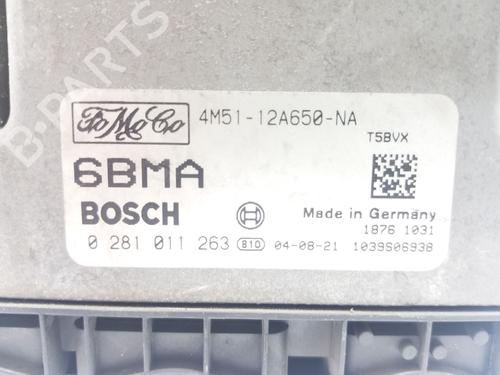 B-PARTS
FoMoCo 4M51-12A650-NA
T5BVX
6BMA
BOSCH
Made in Germany
1876 1031
0 281 011 263 810 04-08-21 1039S06938